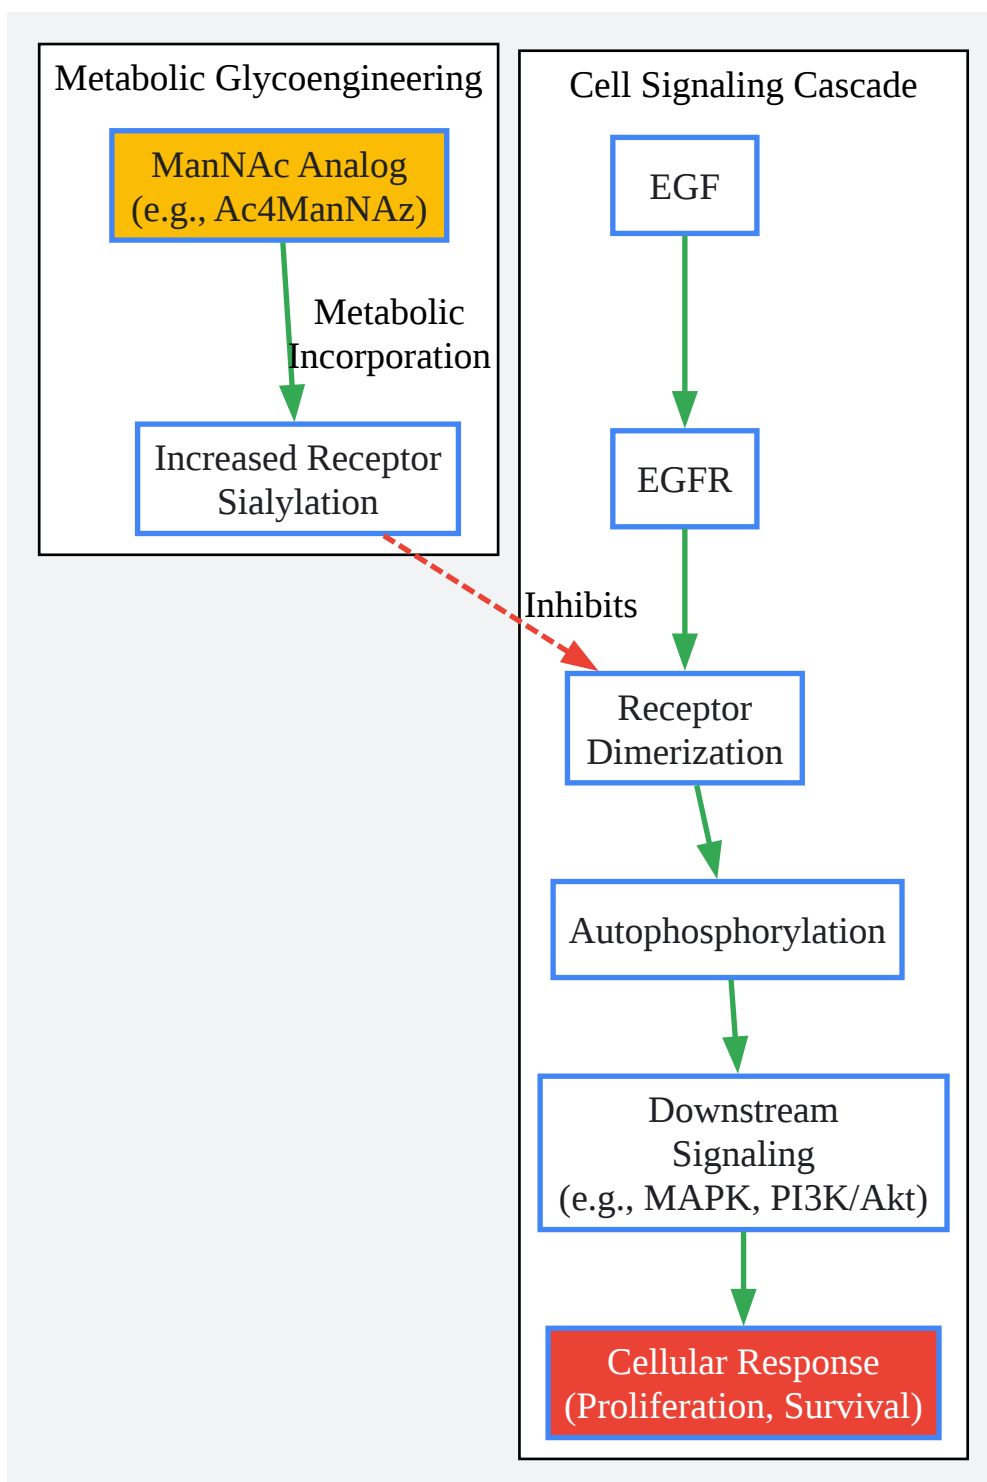 Metabolic Glycoengineering
ManNAc Analog
(e.g., Ac4ManNAz)
Metabolic
Incorporation
Increased Receptor
Sialylation
Cell Signaling Cascade
EGF
EGFR
Inhibits
Receptor
Dimerization
Autophosphorylation
Downstream
Signaling
(e.g., MAPK, PI3K/Akt)
Cellular Response
(Proliferation, Survival)